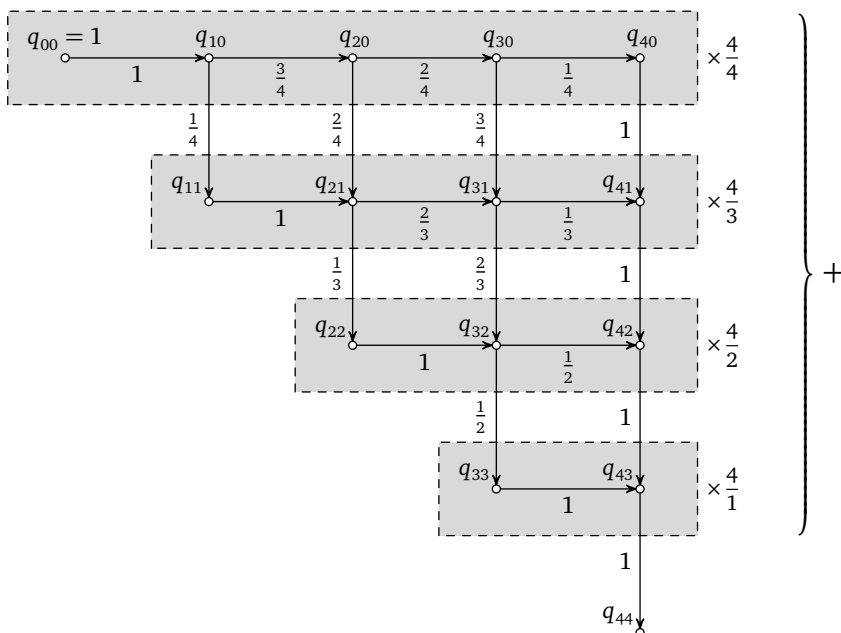 q₀₀ = 1 q₁₀ q₂₀ q₃₀ q₄₀ × 4/4
1 3/4 2/4 1/4
1/4 2/4 3/4 1
q₁₁ q₂₁ q₃₁ q₄₁ × 4/3
1 2/3 1/3
1/3 2/3 1 +
q₂₂ q₃₂ q₄₂ × 4/2
1 1/2
1/2 1
q₃₃ q₄₃ × 4/1
1
1
q₄₄